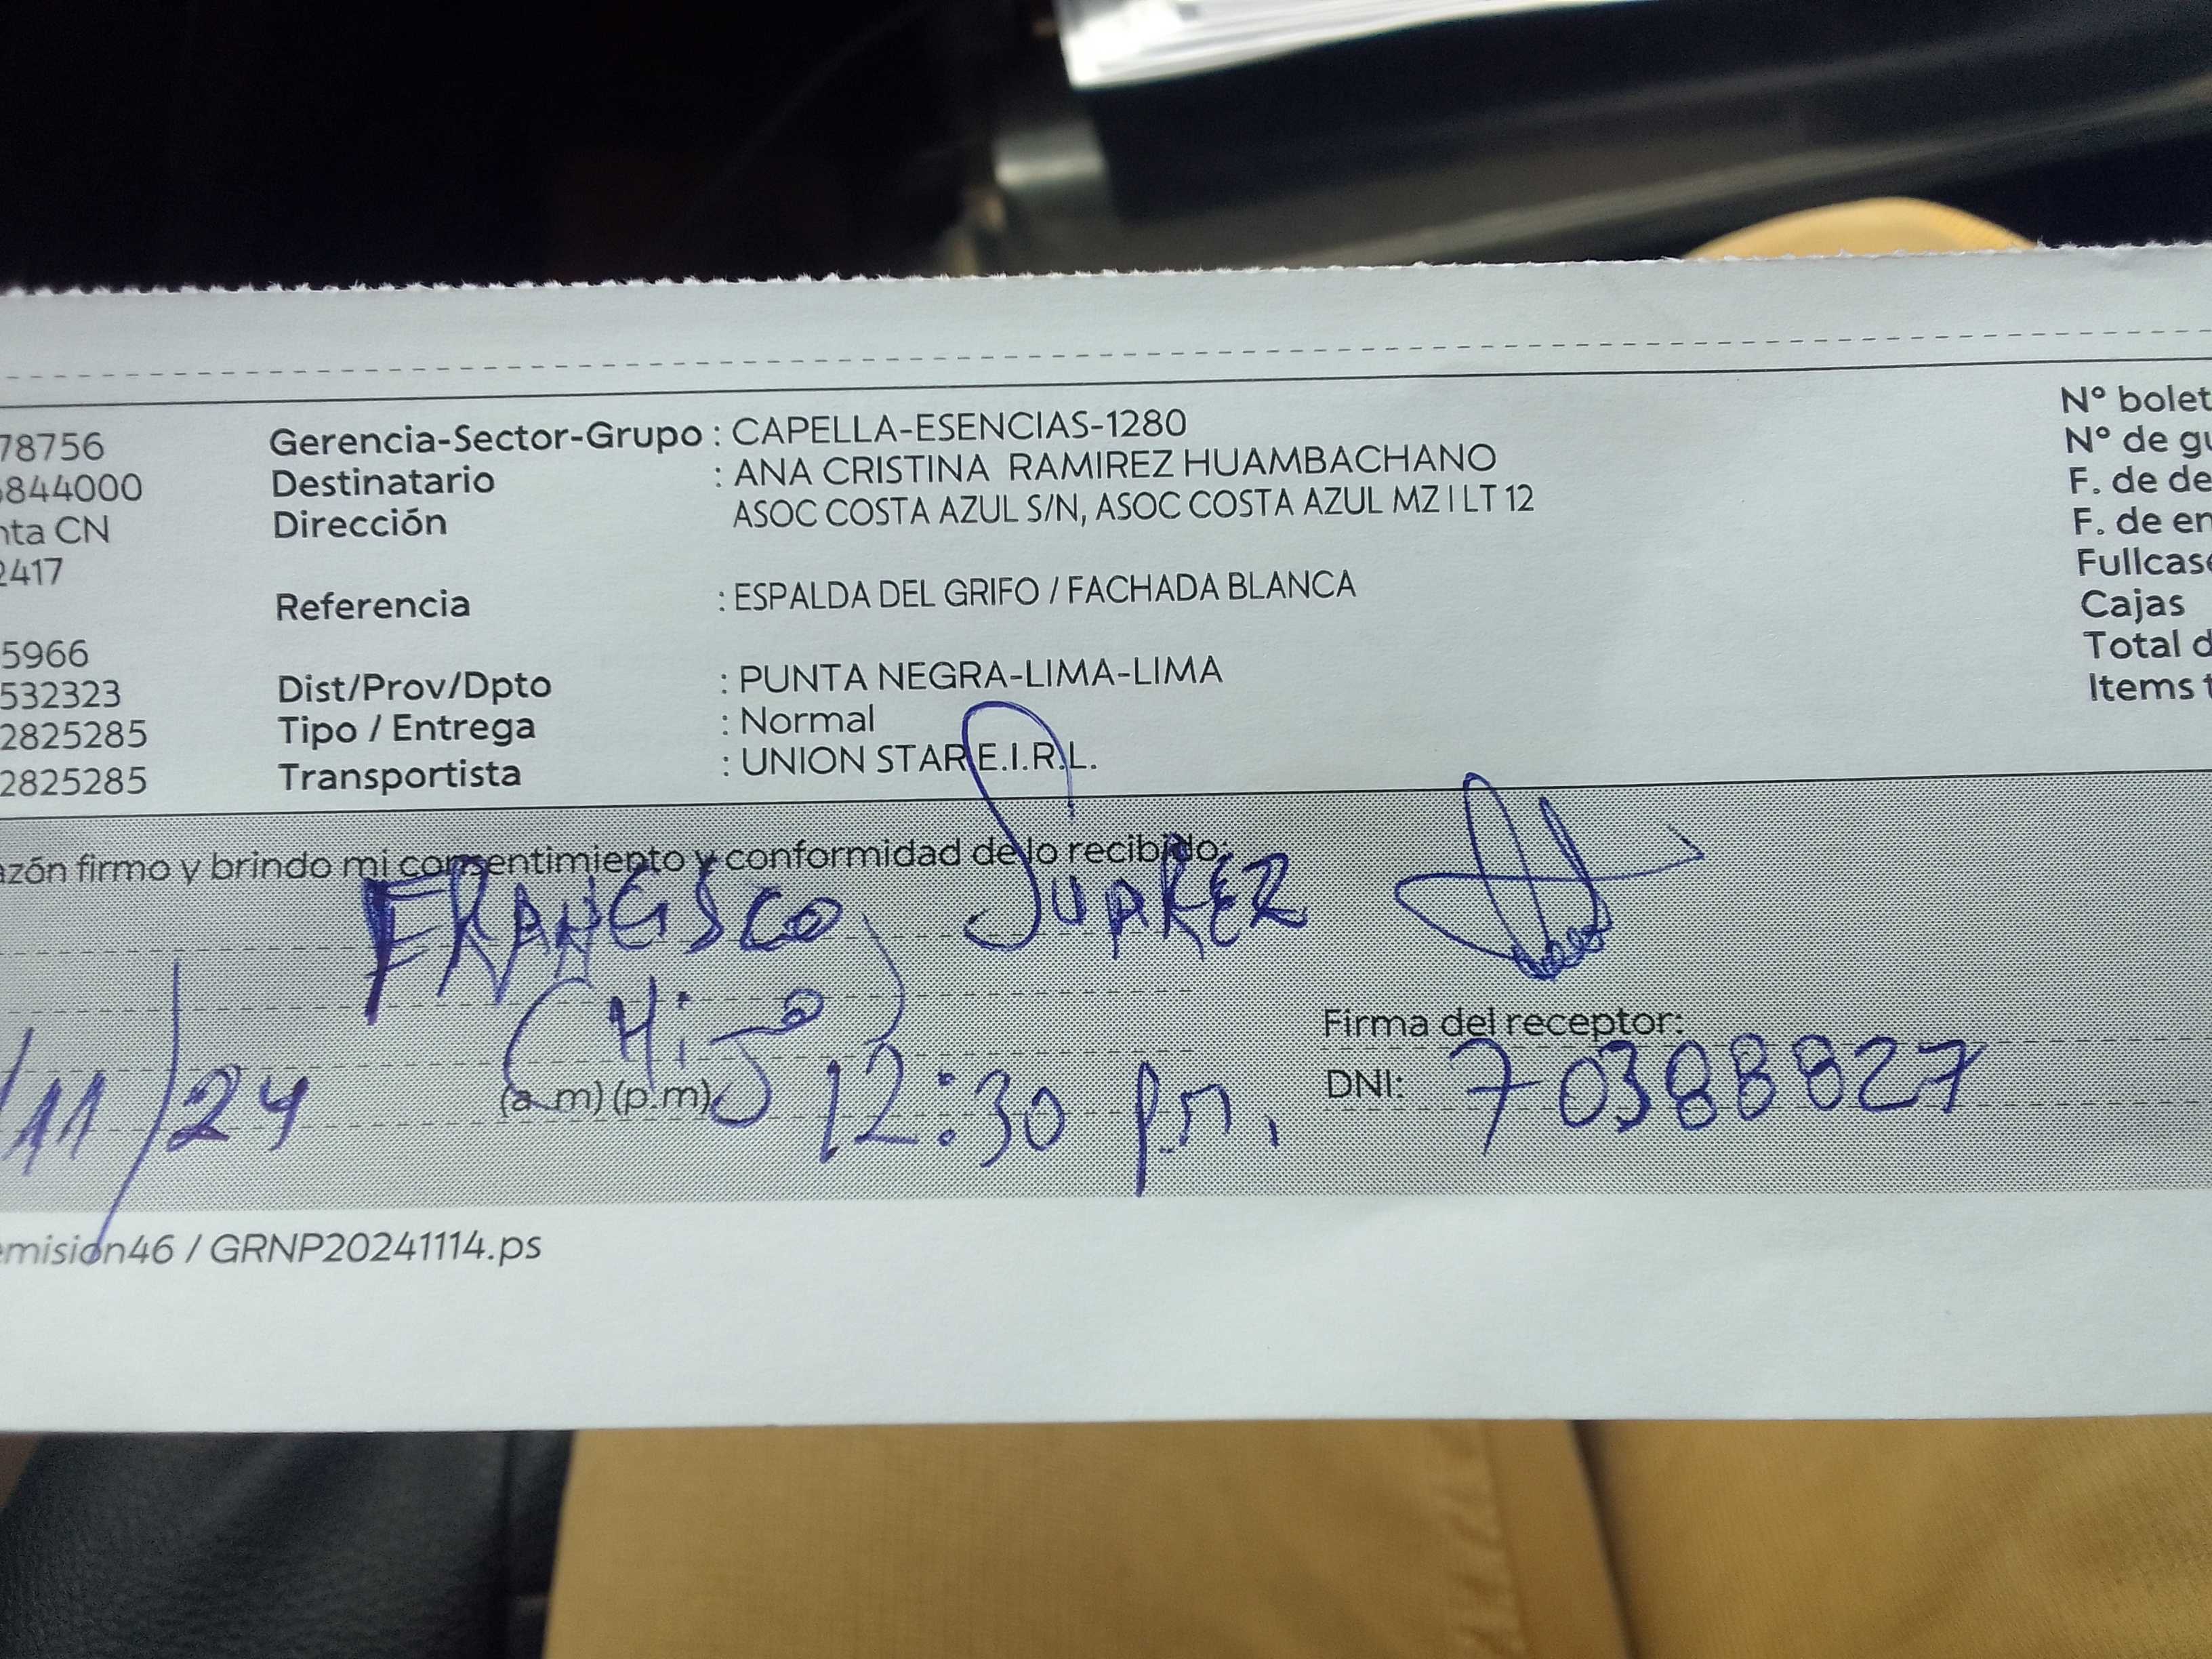 78756 Gerencia-Sector-Grupo : CAPELLA-ESENCIAS-1280 N° bolet
844000 Destinatario : ANA CRISTINA RAMIREZ HUAMBACHANO N° de gu
nta CN Dirección ASOC COSTA AZUL S/N, ASOC COSTA AZUL MZ I LT 12 F. de de
2417 F. de en
Referencia : ESPALDA DEL GRIFO / FACHADA BLANCA Fullcase
Cajas
5966 Total d
532323 Dist/Prov/Dpto : PUNTA NEGRA-LIMA-LIMA Items t
2825285 Tipo / Entrega : Normal
2825285 Transportista : UNION STAR E.I.R.L.
azón firmo y brindo mi consentimiento y conformidad de lo recibido:
FRANCISCO SUAREZ
(Hijo)
Firma del receptor:
/11/24 (a.m) (p.m) 12:30 p.m. DNI: 70388827
emision46 / GRNP20241114.ps